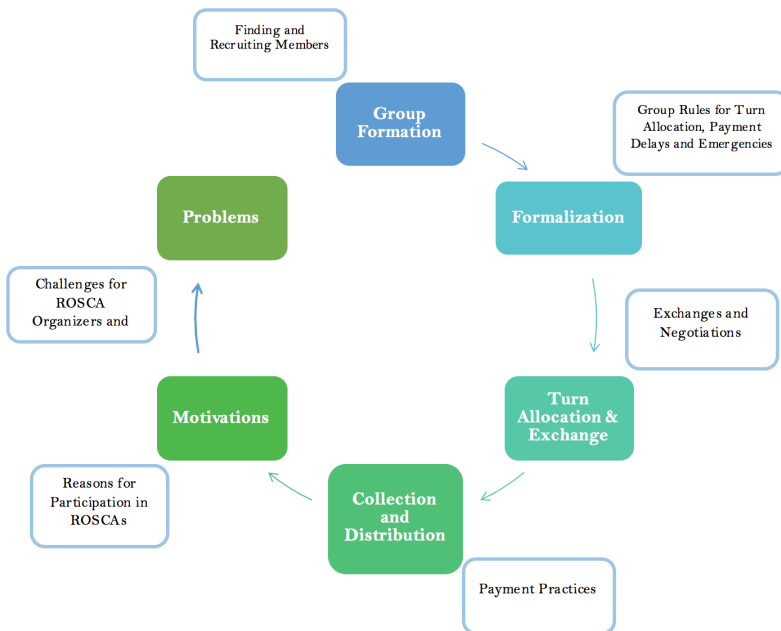 Finding and
Recruiting Members
Group
Formation
Group Rules for Turn
Allocation, Payment
Delays and Emergencies
Formalization
Exchanges and
Negotiations
Turn
Allocation &
Exchange
Payment Practices
Collection
and
Distribution
Reasons for
Participation in
ROSCAs
Motivations
Challenges for
ROSCA
Organizers and
Problems